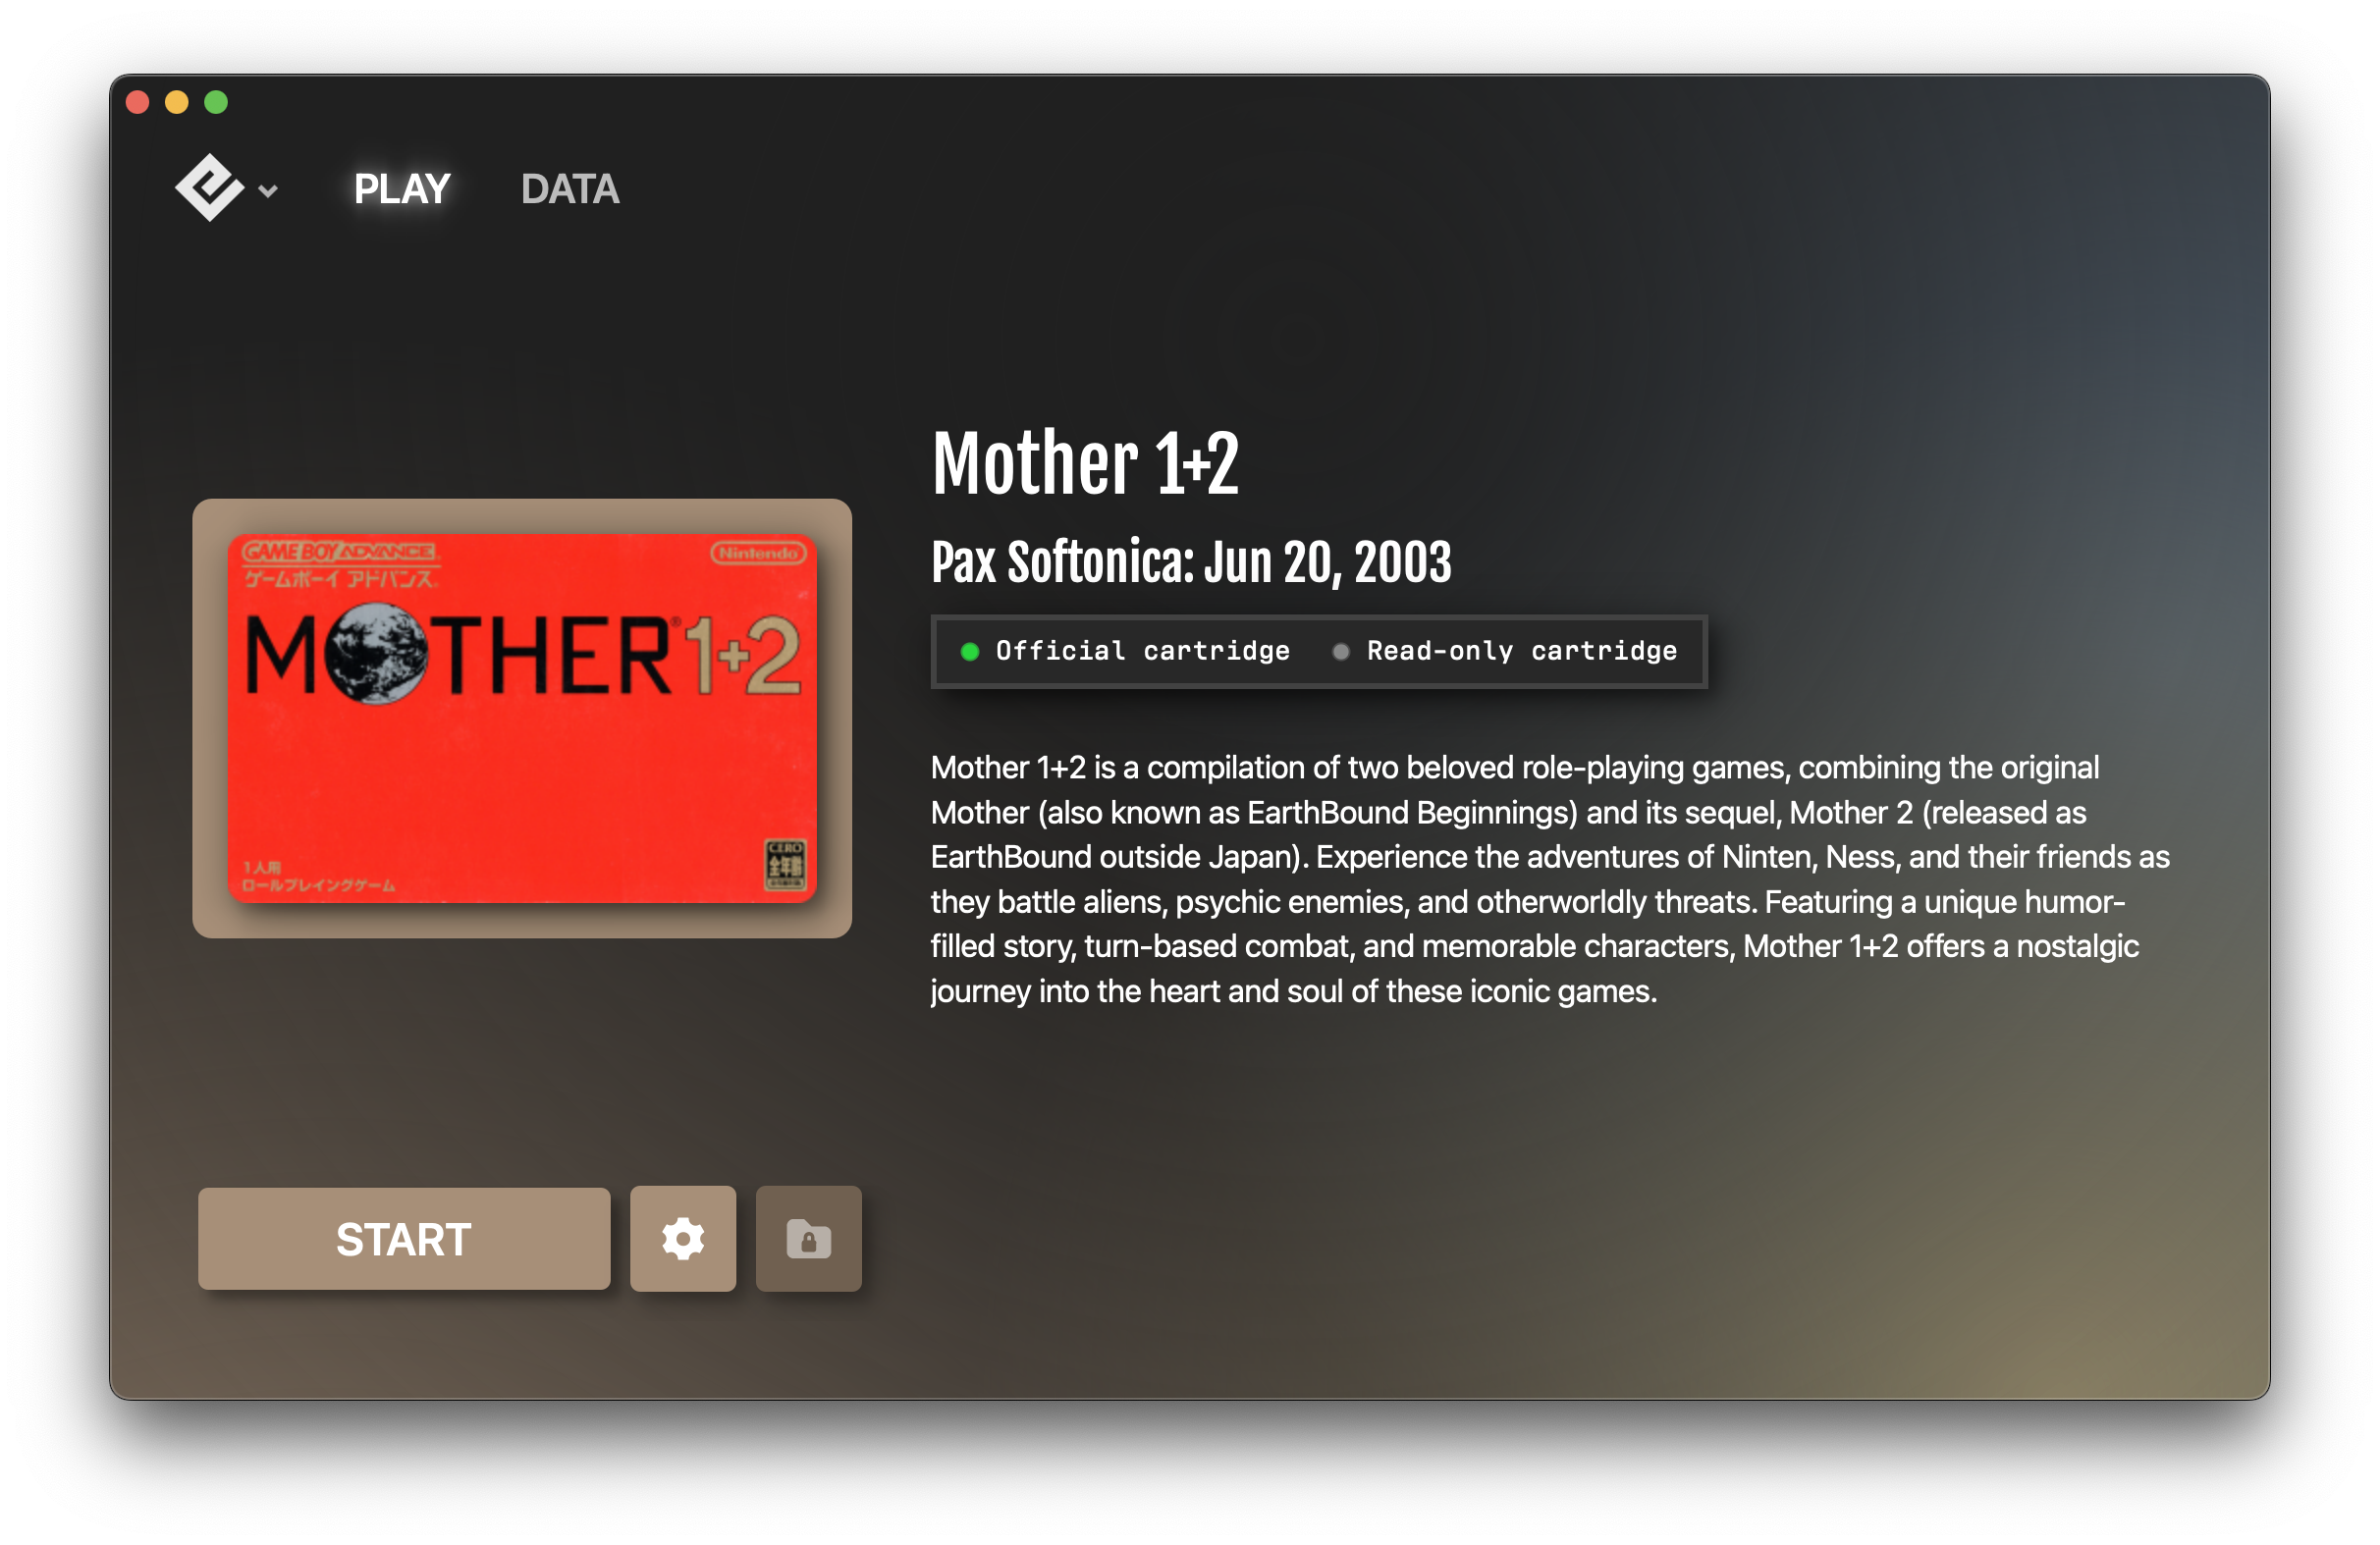 PLAY
DATA
Mother 1+2
Pax Softonica: Jun 20, 2003
Official cartridge
Read-only cartridge
GAME BOY ADVANCE
Nintendo
ゲームボーイ アドバンス
MOTHER® 1+2
1人用
ロールプレイングゲーム
CERO
全年齢
Mother 1+2 is a compilation of two beloved role-playing games, combining the original
Mother (also known as EarthBound Beginnings) and its sequel, Mother 2 (released as
EarthBound outside Japan). Experience the adventures of Ninten, Ness, and their friends as
they battle aliens, psychic enemies, and otherworldly threats. Featuring a unique humor-
filled story, turn-based combat, and memorable characters, Mother 1+2 offers a nostalgic
journey into the heart and soul of these iconic games.
START